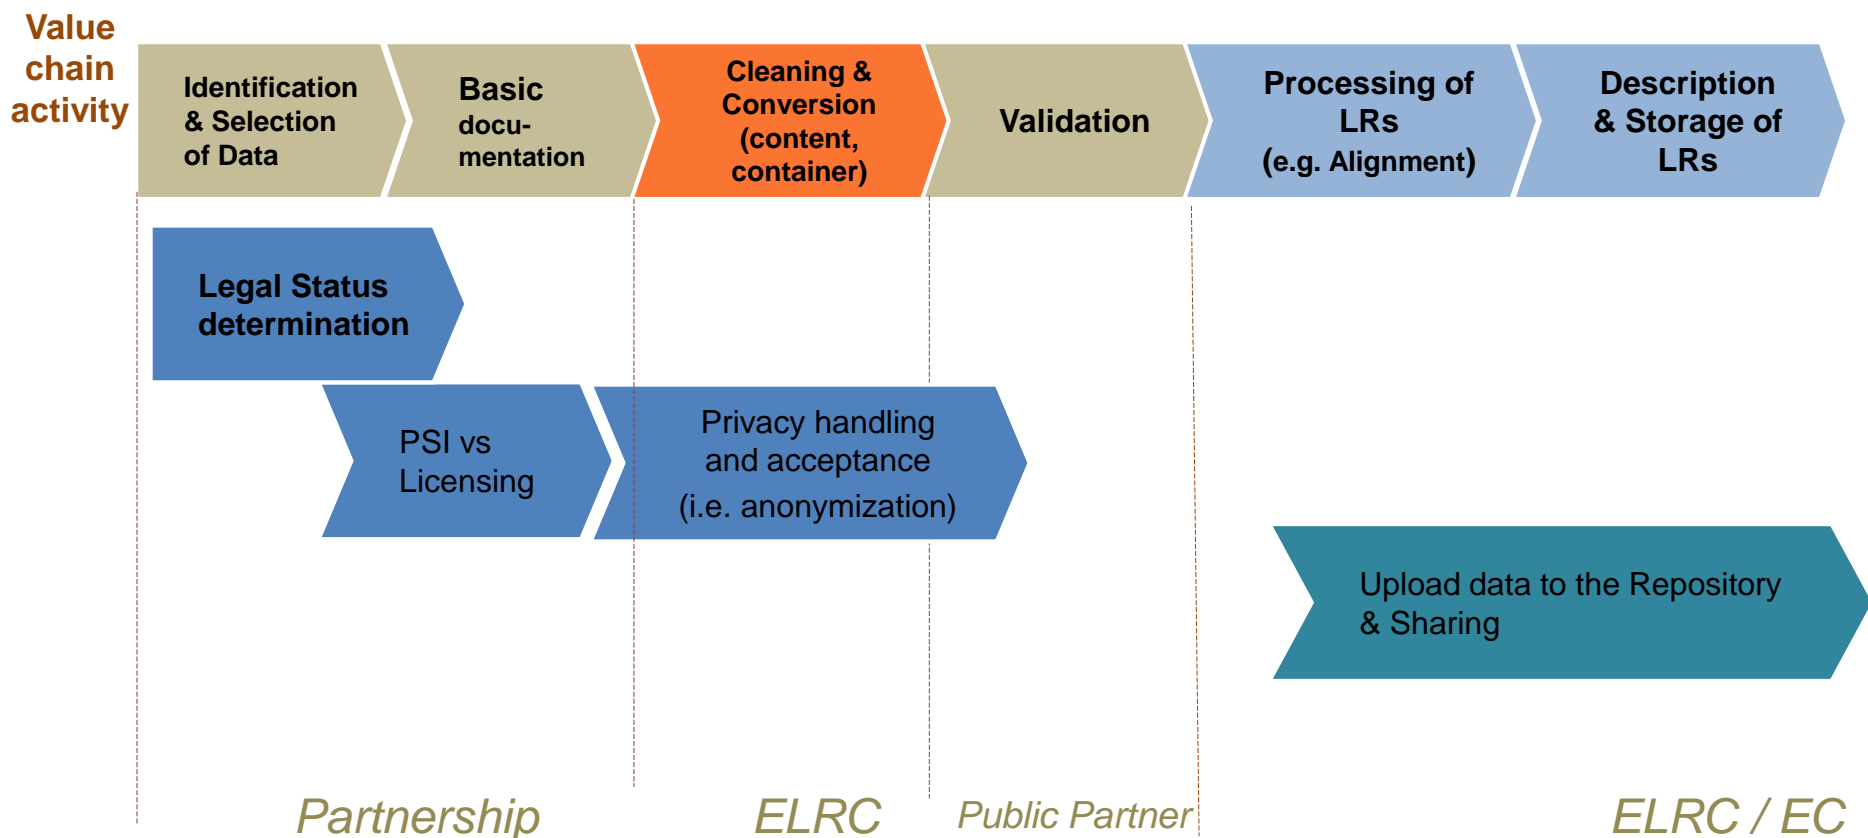 Value
chain
activity
Identification
& Selection
of Data
Basic
docu-
mentation
Cleaning &
Conversion
(content,
container)
Validation
Processing of
LRs
(e.g. Alignment)
Description
& Storage of
LRs
Legal Status
determination
PSI vs
Licensing
Privacy handling
and acceptance
(i.e. anonymization)
Upload data to the Repository
& Sharing
Partnership
ELRC
Public Partner
ELRC / EC